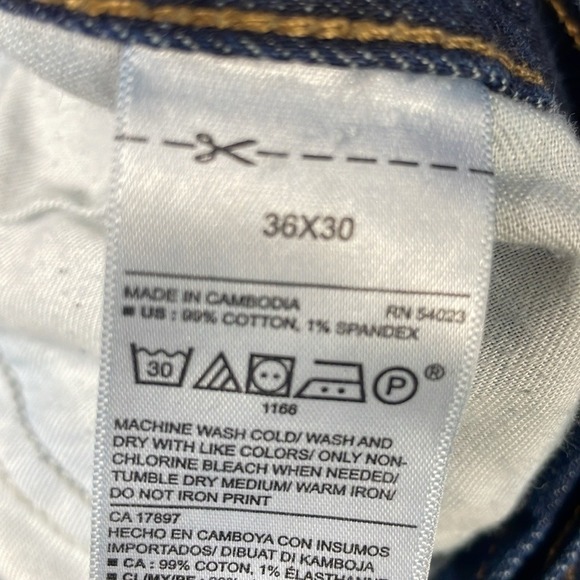 36X30
MADE IN CAMBODIA RN 54023
US : 99% COTTON, 1% SPANDEX
30 P ®
1166
MACHINE WASH COLD/ WASH AND
DRY WITH LIKE COLORS/ ONLY NON-
CHLORINE BLEACH WHEN NEEDED/
TUMBLE DRY MEDIUM/ WARM IRON/
DO NOT IRON PRINT
CA 17897
HECHO EN CAMBOYA CON INSUMOS
IMPORTADOS/ DIBUAT DI KAMBOJA
CA : 99% COTON, 1% ÉLASTHANNE